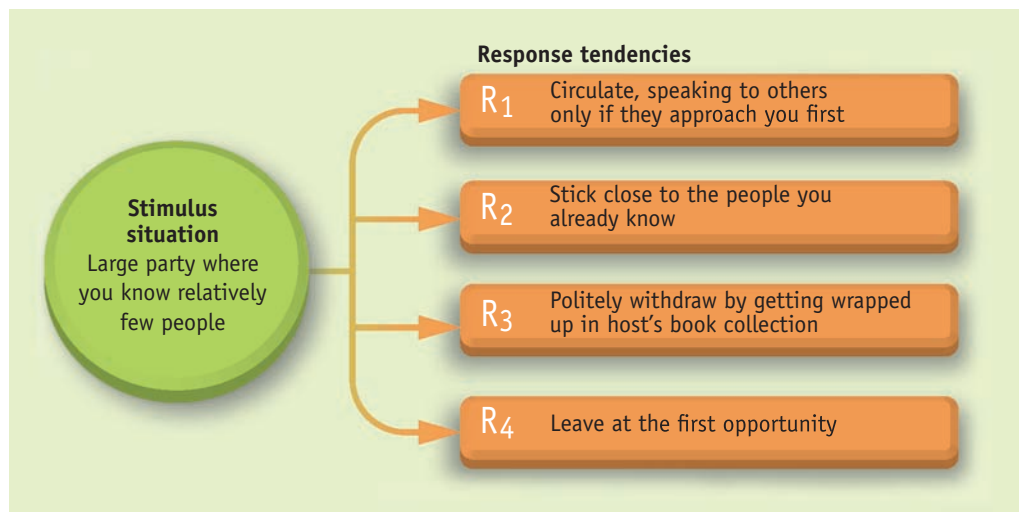 Response tendencies
R1 Circulate, speaking to others
only if they approach you first
R2 Stick close to the people you
already know
Stimulus
situation
Large party where
you know relatively
few people
R3 Politely withdraw by getting wrapped
up in host's book collection
R4 Leave at the first opportunity